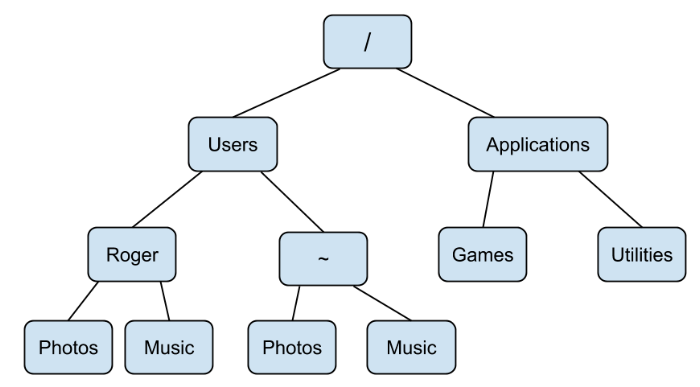 /
Users
Applications
Roger
~
Games
Utilities
Photos
Music
Photos
Music